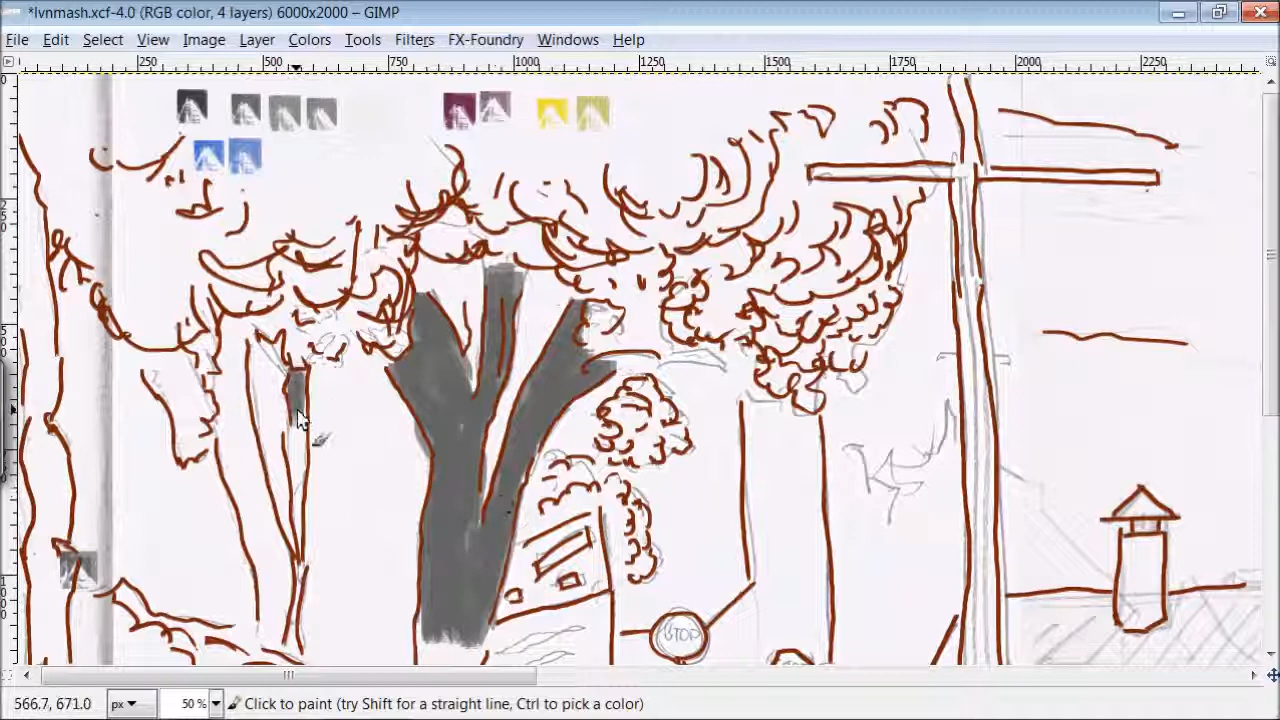 *lvnmash.xcf-4.0 (RGB color, 4 layers) 6000x2000 – GIMP
File Edit Select View Image Layer Colors Tools Filters FX-Foundry Windows Help
250 500 750 1000 1250 1500 1750 2000 2250
STOP
566.7, 671.0 px 50 % Click to paint (try Shift for a straight line, Ctrl to pick a color)